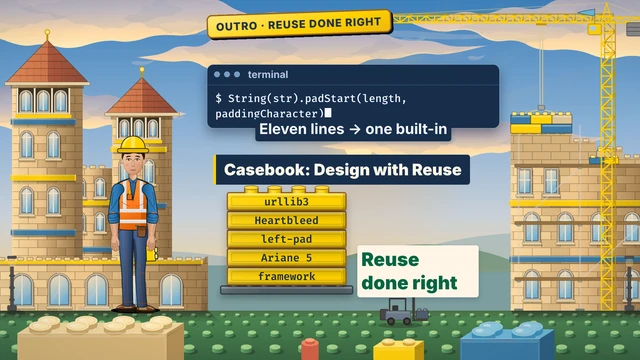 OUTRO · REUSE DONE RIGHT
terminal
$ String(str).padStart(length,
paddingCharacter)
Eleven lines → one built-in
Casebook: Design with Reuse
urllib3
Heartbleed
left-pad
Ariane 5
framework
Reuse
done right